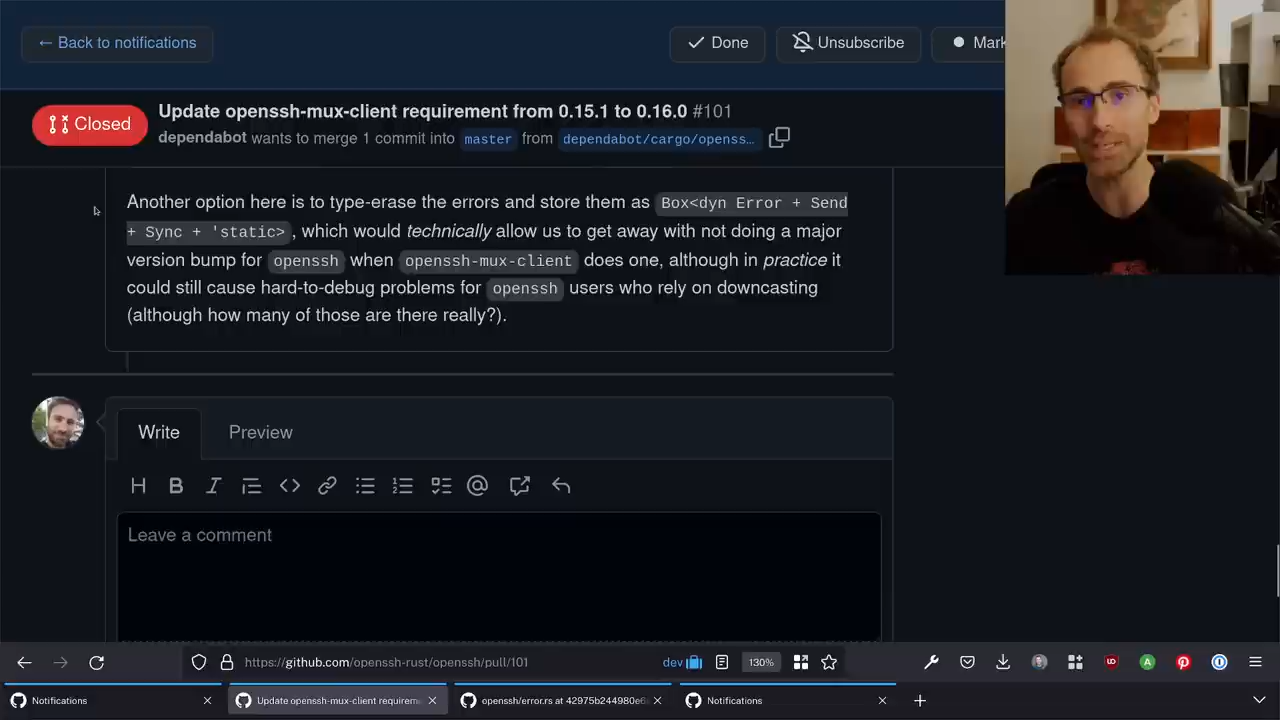 ← Back to notifications
Done
Unsubscribe
Mark
Closed
Update openssh-mux-client requirement from 0.15.1 to 0.16.0 #101
dependabot wants to merge 1 commit into master from dependabot/cargo/openss…
Another option here is to type-erase the errors and store them as Box<dyn Error + Send
+ Sync + 'static>, which would technically allow us to get away with not doing a major
version bump for openssh when openssh-mux-client does one, although in practice it
could still cause hard-to-debug problems for openssh users who rely on downcasting
(although how many of those are there really?).
Write
Preview
Leave a comment
https://github.com/openssh-rust/openssh/pull/101
dev
130%
Notifications
Update openssh-mux-client requirem
openssh/error.rs at 42975b244980e6
Notifications